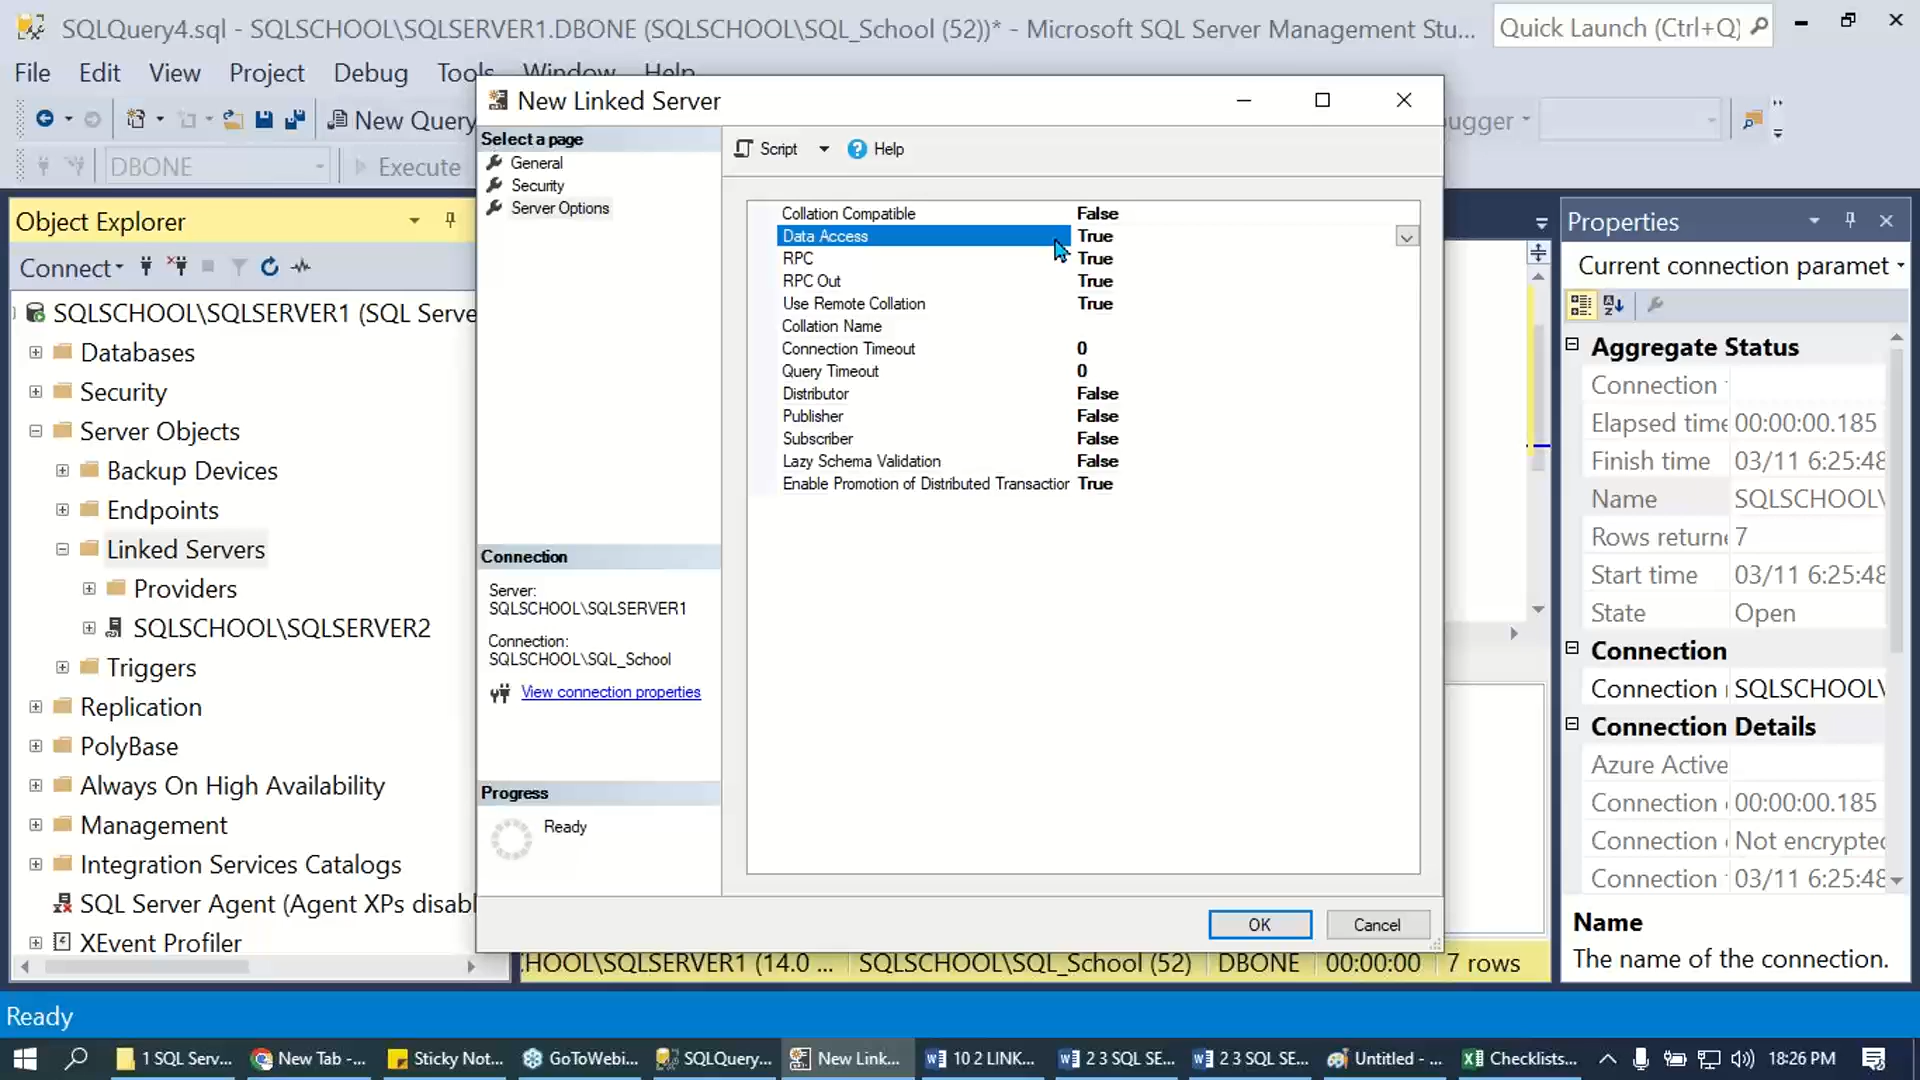 SQLQuery4.sql - SQLSCHOOL\SQLSERVER1.DBONE (SQLSCHOOL\SQL_School (52))* - Microsoft SQL Server Management Stu...
Quick Launch (Ctrl+Q)
File Edit View Project Debug Tools Window Help
New Query
ugger
DBONE
Execute
Object Explorer
Connect
SQLSCHOOL\SQLSERVER1 (SQL Serve
Databases
Security
Server Objects
Backup Devices
Endpoints
Linked Servers
Providers
SQLSCHOOL\SQLSERVER2
Triggers
Replication
PolyBase
Always On High Availability
Management
Integration Services Catalogs
SQL Server Agent (Agent XPs disabl
XEvent Profiler
New Linked Server
Select a page
General
Security
Server Options
Connection
Server:
SQLSCHOOL\SQLSERVER1
Connection:
SQLSCHOOL\SQL_School
View connection properties
Progress
Ready
Script Help
Collation Compatible False
Data Access True
RPC True
RPC Out True
Use Remote Collation True
Collation Name
Connection Timeout 0
Query Timeout 0
Distributor False
Publisher False
Subscriber False
Lazy Schema Validation False
Enable Promotion of Distributed Transaction True
OK Cancel
HOOL\SQLSERVER1 (14.0 ... SQLSCHOOL\SQL_School (52) DBONE 00:00:00 7 rows
Properties
Current connection paramet
Aggregate Status
Connection
Elapsed time 00:00:00.185
Finish time 03/11 6:25:48
Name SQLSCHOOL\
Rows returne 7
Start time 03/11 6:25:48
State Open
Connection
Connection SQLSCHOOL\
Connection Details
Azure Active
Connection 00:00:00.185
Connection Not encrypted
Connection 03/11 6:25:48
Name
The name of the connection.
Ready
1 SQL Serv... New Tab -... Sticky Not... GoToWebi... SQLQuery... New Link... 10 2 LINK... 2 3 SQL SE... 2 3 SQL SE... Untitled - ... Checklists... 18:26 PM